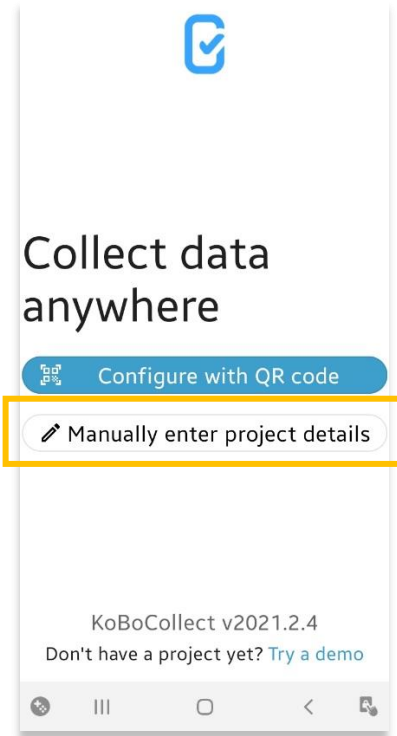 Collect data
anywhere
Configure with QR code
Manually enter project details
KoBoCollect v2021.2.4
Don't have a project yet? Try a demo